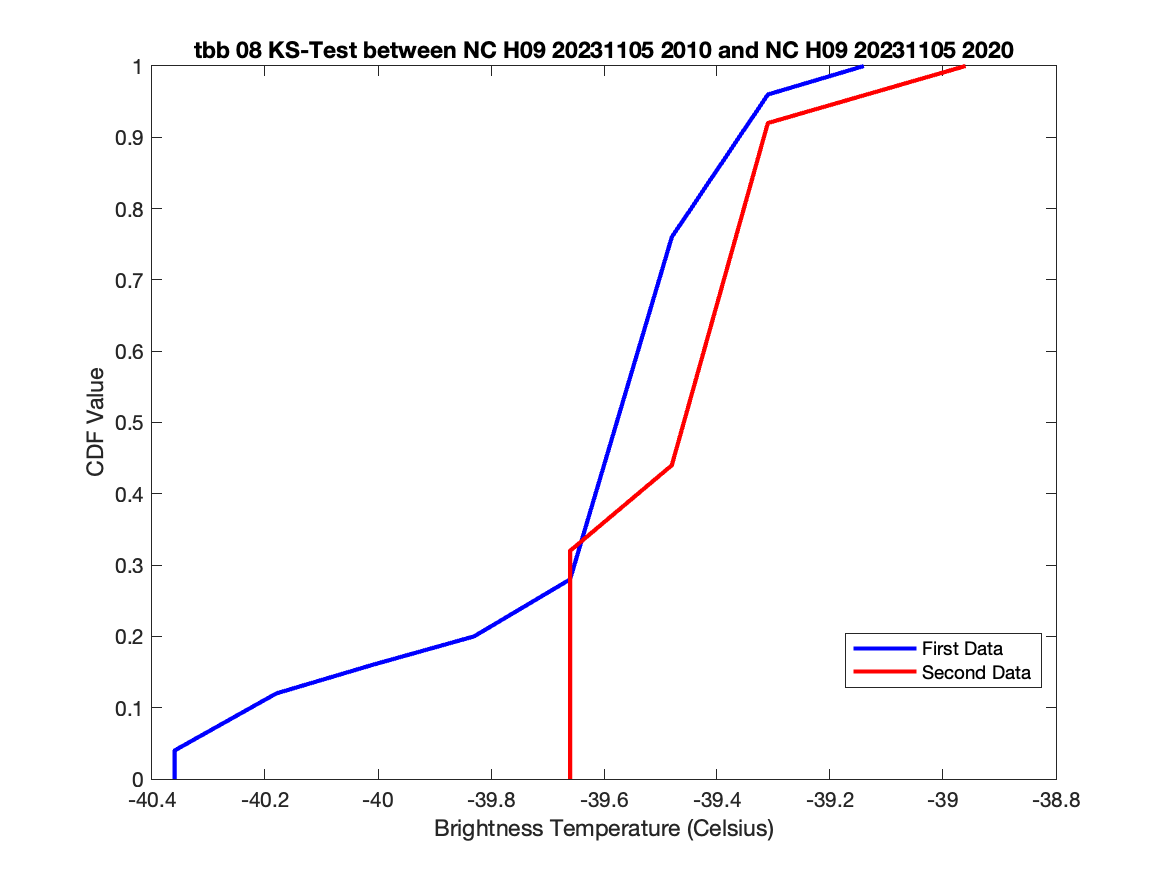 tbb 08 KS-Test between NC H09 20231105 2010 and NC H09 20231105 2020
1
0.9
0.8
0.7
0.6
0.5
0.4
0.3
0.2
0.1
0
CDF Value
First Data
Second Data
-40.4 -40.2 -40 -39.8 -39.6 -39.4 -39.2 -39 -38.8
Brightness Temperature (Celsius)